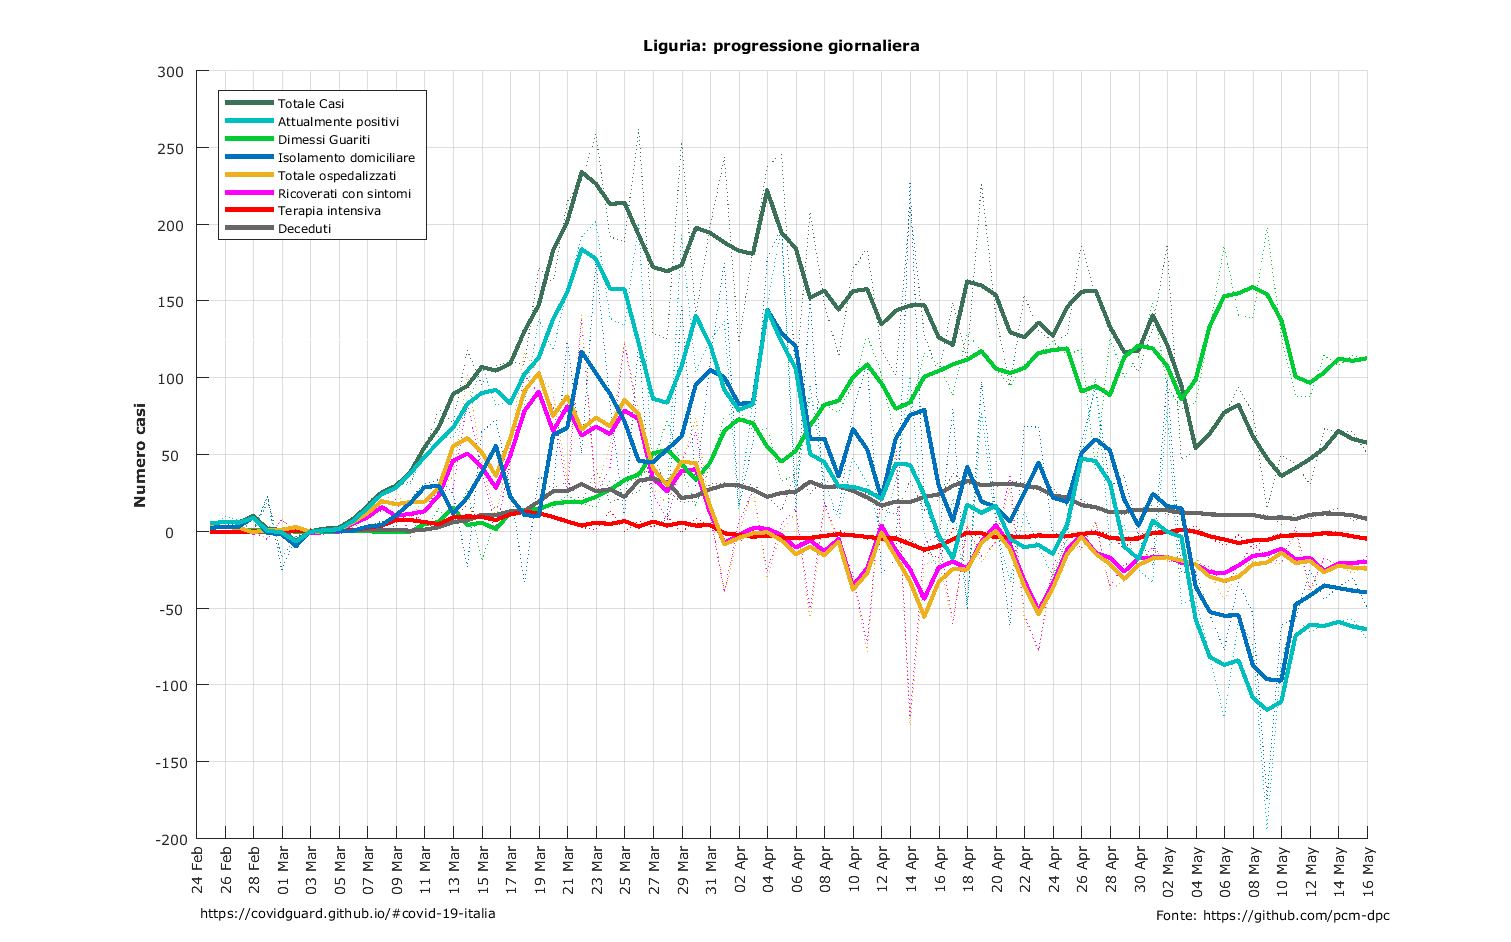 Liguria: progressione giornaliera
300
250
200
150
100
50
0
-50
-100
-150
-200
Numero casi
Totale Casi
Attualmente positivi
Dimessi Guariti
Isolamento domiciliare
Totale ospedalizzati
Ricoverati con sintomi
Terapia intensiva
Deceduti
24 Feb
26 Feb
28 Feb
01 Mar
03 Mar
05 Mar
07 Mar
09 Mar
11 Mar
13 Mar
15 Mar
17 Mar
19 Mar
21 Mar
23 Mar
25 Mar
27 Mar
29 Mar
31 Mar
02 Apr
04 Apr
06 Apr
08 Apr
10 Apr
12 Apr
14 Apr
16 Apr
18 Apr
20 Apr
22 Apr
24 Apr
26 Apr
28 Apr
30 Apr
02 May
04 May
06 May
08 May
10 May
12 May
14 May
16 May
https://covidguard.github.io/#covid-19-italia
Fonte: https://github.com/pcm-dpc